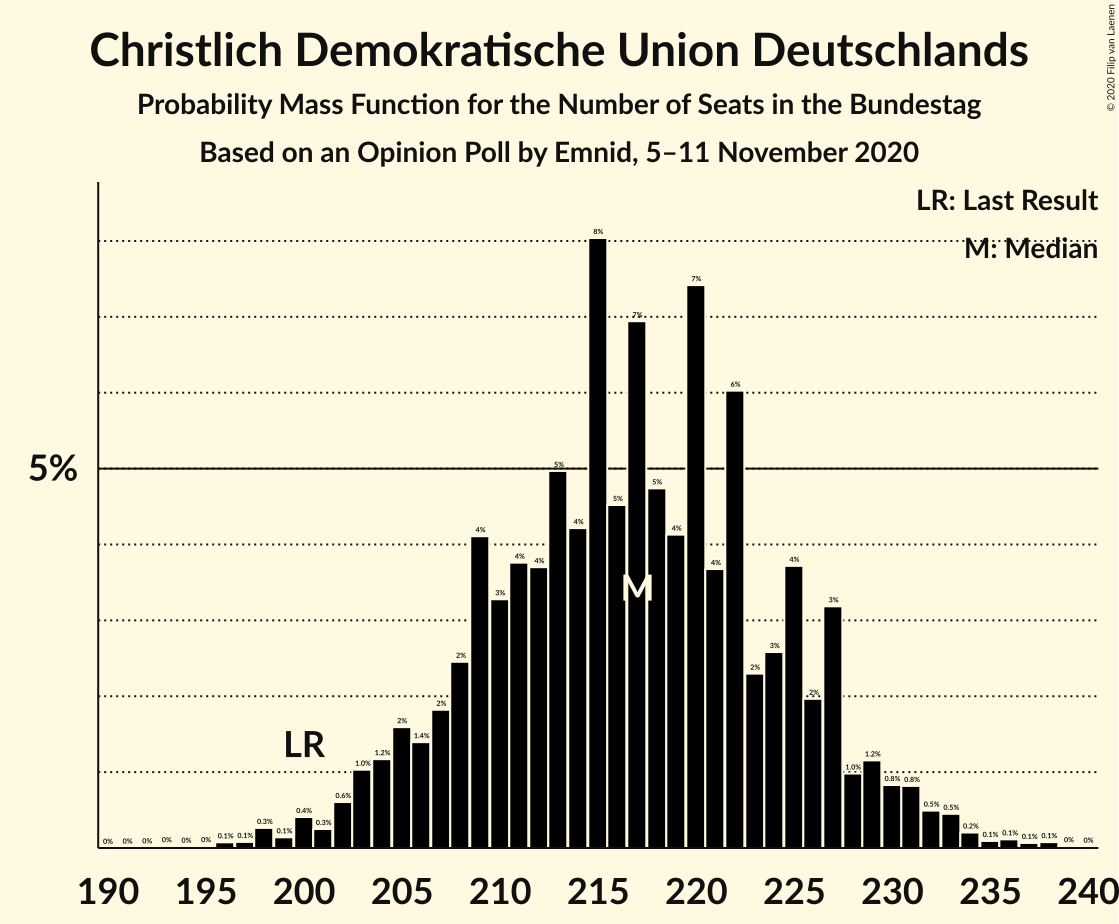 Christlich Demokratische Union Deutschlands
Probability Mass Function for the Number of Seats in the Bundestag
Based on an Opinion Poll by Emnid, 5–11 November 2020
© 2020 Filip van Laenen
LR: Last Result
M: Median
5%
LR
M
0% 0% 0% 0% 0% 0% 0.1% 0.1% 0.3% 0.1% 0.4% 0.3% 0.6% 1.0% 1.2% 2% 1.4% 2% 2% 4% 3% 4% 4% 5% 4% 8% 5% 7% 5% 4% 7% 4% 6% 2% 3% 4% 2% 3% 1.0% 1.2% 0.8% 0.8% 0.5% 0.5% 0.2% 0.1% 0.1% 0.1% 0.1% 0% 0%
190 195 200 205 210 215 220 225 230 235 240